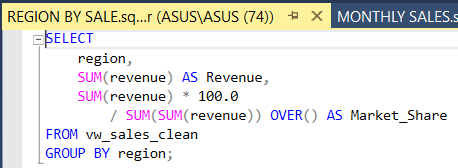 REGION BY SALE.sq...r (ASUS\ASUS (74)) MONTHLY SALES.s
SELECT
region,
SUM(revenue) AS Revenue,
SUM(revenue) * 100.0
/ SUM(SUM(revenue)) OVER() AS Market_Share
FROM vw_sales_clean
GROUP BY region;